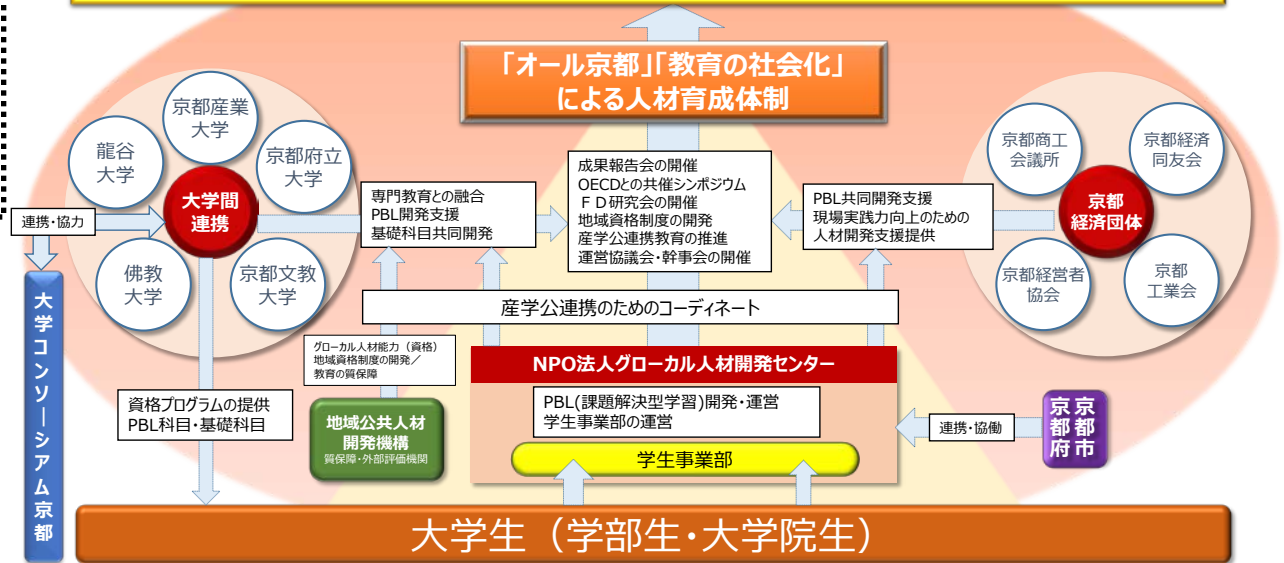 「オール京都」「教育の社会化」
による人材育成体制
京都産業
大学
龍谷
大学
京都府立
大学
大学間
連携
佛教
大学
京都文教
大学
連携・協力
大学コンソーシアム京都
専門教育との融合
PBL開発支援
基礎科目共同開発
成果報告会の開催
OECDとの共催シンポジウム
ＦＤ研究会の開催
地域資格制度の開発
産学公連携教育の推進
運営協議会・幹事会の開催
PBL共同開発支援
現場実践力向上のための
人材開発支援提供
京都商工
会議所
京都経済
同友会
京都
経済団体
京都経営者
協会
京都
工業会
産学公連携のためのコーディネート
グローカル人材能力（資格）
地域資格制度の開発／
教育の質保障
NPO法人グローカル人材開発センター
PBL(課題解決型学習)開発・運営
学生事業部の運営
学生事業部
資格プログラムの提供
PBL科目・基礎科目
地域公共人材
開発機構
質保障・外部評価機関
連携・協働
京都市
京都府
大学生（学部生・大学院生）